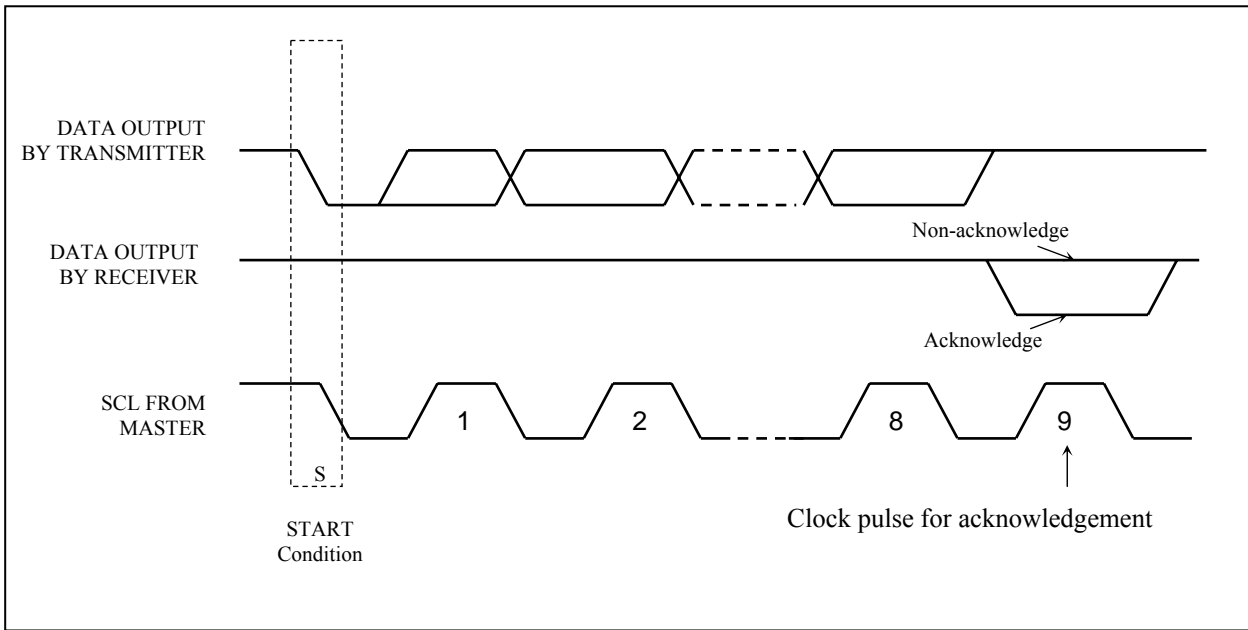 DATA OUTPUT
BY TRANSMITTER
Non-acknowledge
DATA OUTPUT
BY RECEIVER
Acknowledge
SCL FROM
MASTER
1
2
8
9
S
START
Condition
Clock pulse for acknowledgement